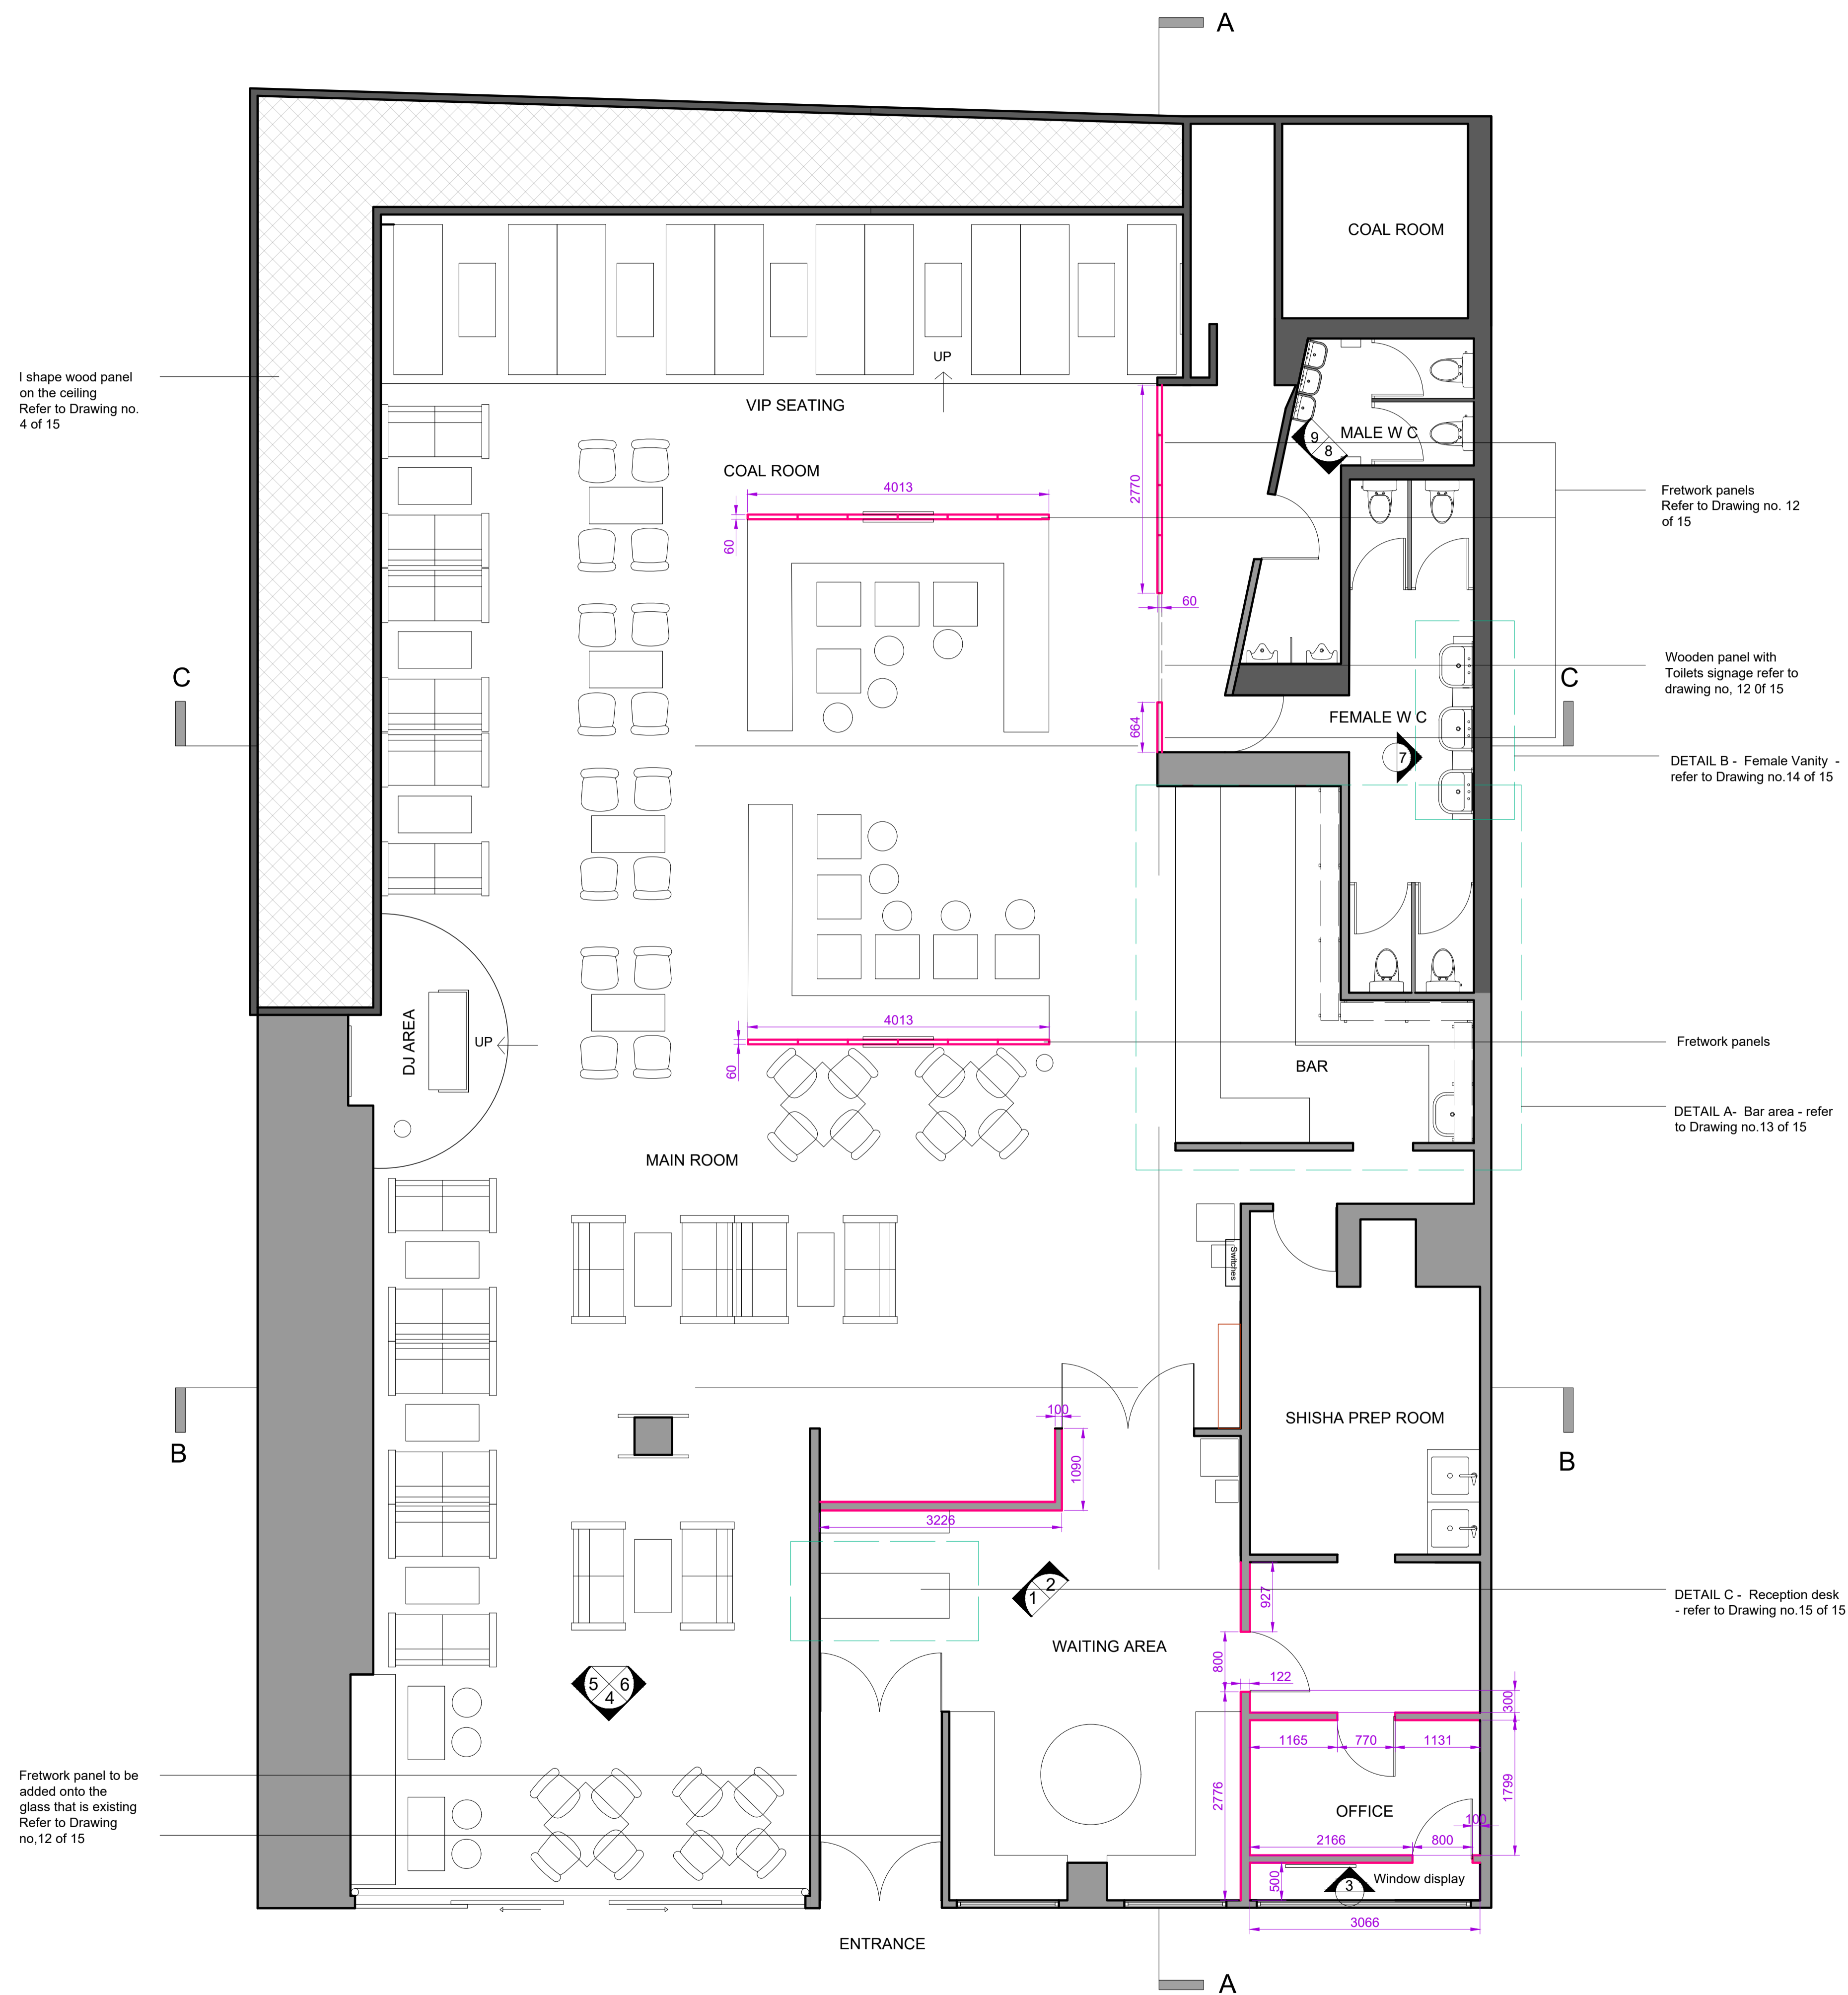 A
COAL ROOM
UP
I shape wood panel
on the ceiling
Refer to Drawing no.
4 of 15
VIP SEATING
MALE W C
9
8
COAL ROOM
4013
2770
60
Fretwork panels
Refer to Drawing no. 12
of 15
60
Wooden panel with
Toilets signage refer to
drawing no, 12 0f 15
C
C
664
FEMALE W C
7
DETAIL B - Female Vanity -
refer to Drawing no.14 of 15
4013
60
DJ AREA
UP
Fretwork panels
BAR
DETAIL A- Bar area - refer
to Drawing no.13 of 15
MAIN ROOM
Switches
100
1090
SHISHA PREP ROOM
B
B
3226
1
2
927
DETAIL C - Reception desk
- refer to Drawing no.15 of 15
WAITING AREA
800
122
5
6
4
300
1165
770
1131
1799
2776
Fretwork panel to be
added onto the
glass that is existing
Refer to Drawing
no,12 of 15
OFFICE
100
2166
800
500
3
Window display
3066
ENTRANCE
A